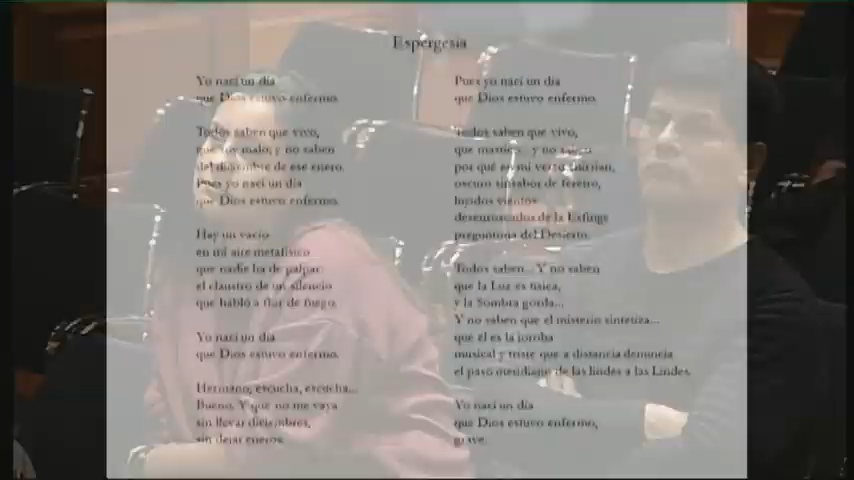 Espergesia
Yo nací un día
que Dios estuvo enfermo.
Todos saben que vivo,
que soy malo; y no saben
del diciembre de ese enero.
Pues yo nací un día
que Dios estuvo enfermo.
Hay un vacío
en mi aire metafísico
que nadie ha de palpar:
el claustro de un silencio
que habló a flor de fuego.
Yo nací un día
que Dios estuvo enfermo.
Hermano, escucha, escucha...
Bueno. Y que no me vaya
sin llevar diciembres,
sin dejar eneros.
Pues yo nací un día
que Dios estuvo enfermo.
Todos saben que vivo,
que mastico... y no saben
por qué en mi verso chirrían,
oscuro sinsabor de féretro,
luyidos vientos
desenroscados de la Esfinge
preguntona del Desierto.
Todos saben... Y no saben
que la Luz es tísica,
y la Sombra gorda...
Y no saben que el misterio sintetiza...
que él es la joroba
musical y triste que a distancia denuncia
el paso meridiano de las lindes a las Lindes.
Yo nací un día
que Dios estuvo enfermo,
grave.